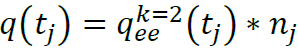 q(t_j) = q_{ee}^{k=2}(t_j) * n_j